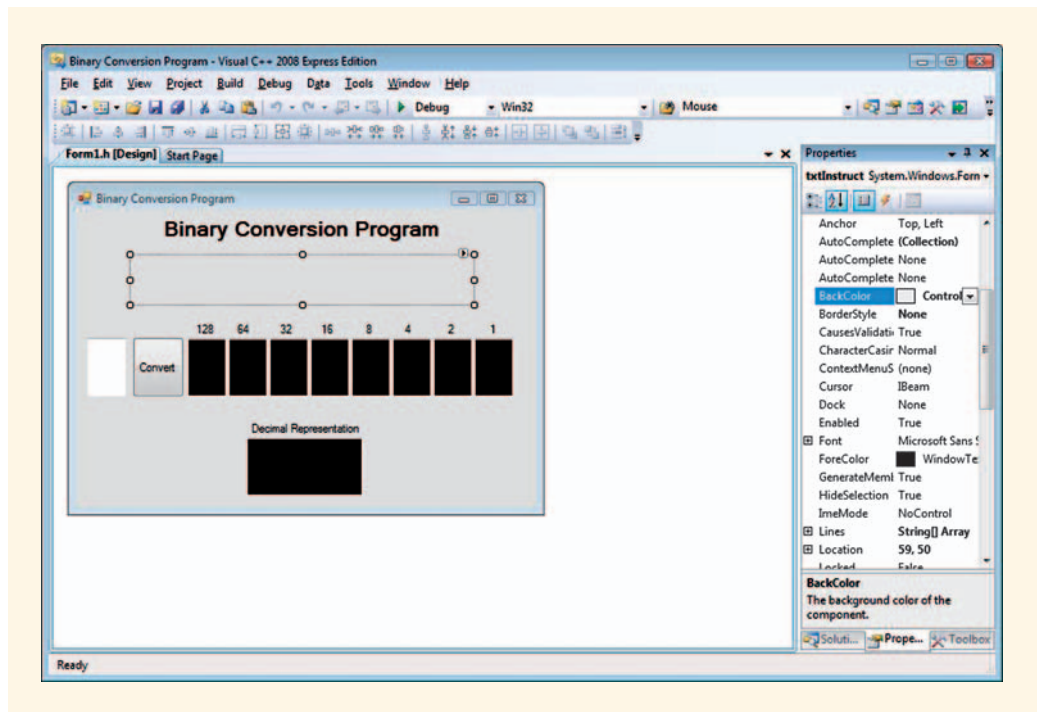 Binary Conversion Program - Visual C++ 2008 Express Edition
File Edit View Project Build Debug Data Tools Window Help
Debug Win32 Mouse
Form1.h [Design] Start Page
Binary Conversion Program
Binary Conversion Program
128 64 32 16 8 4 2 1
Convert
Decimal Representation
Properties
txtInstruct System.Windows.Forn
Anchor Top, Left
AutoComplete (Collection)
AutoComplete None
AutoComplete None
BackColor Control
BorderStyle None
CausesValidati True
CharacterCasir Normal
ContextMenuS (none)
Cursor IBeam
Dock None
Enabled True
Font Microsoft Sans S
ForeColor WindowTe
GenerateMeml True
HideSelection True
ImeMode NoControl
Lines String[] Array
Location 59, 50
Locked False
BackColor
The background color of the
component.
Soluti... Prope... Toolbox
Ready